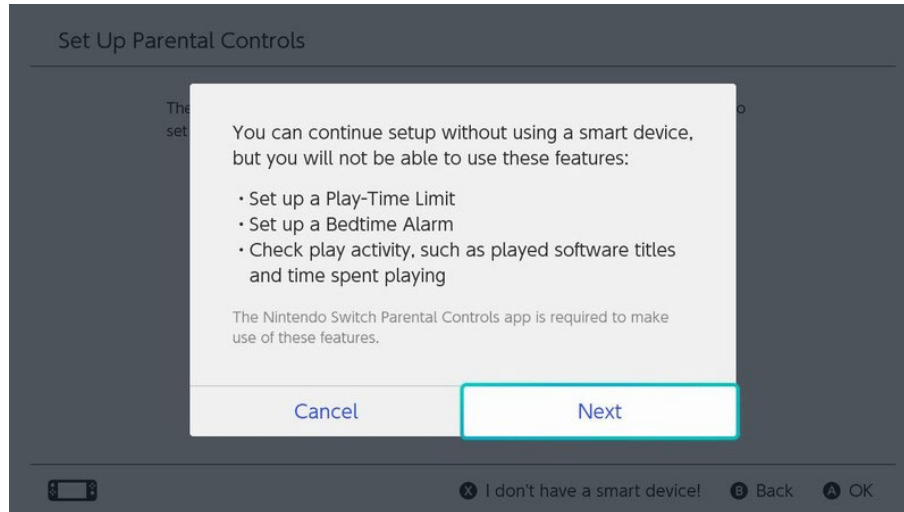 Set Up Parental Controls
The
o
set
You can continue setup without using a smart device,
but you will not be able to use these features:
・Set up a Play-Time Limit
・Set up a Bedtime Alarm
・Check play activity, such as played software titles
and time spent playing
The Nintendo Switch Parental Controls app is required to make
use of these features.
Cancel
Next
X I don't have a smart device!
B Back
A OK